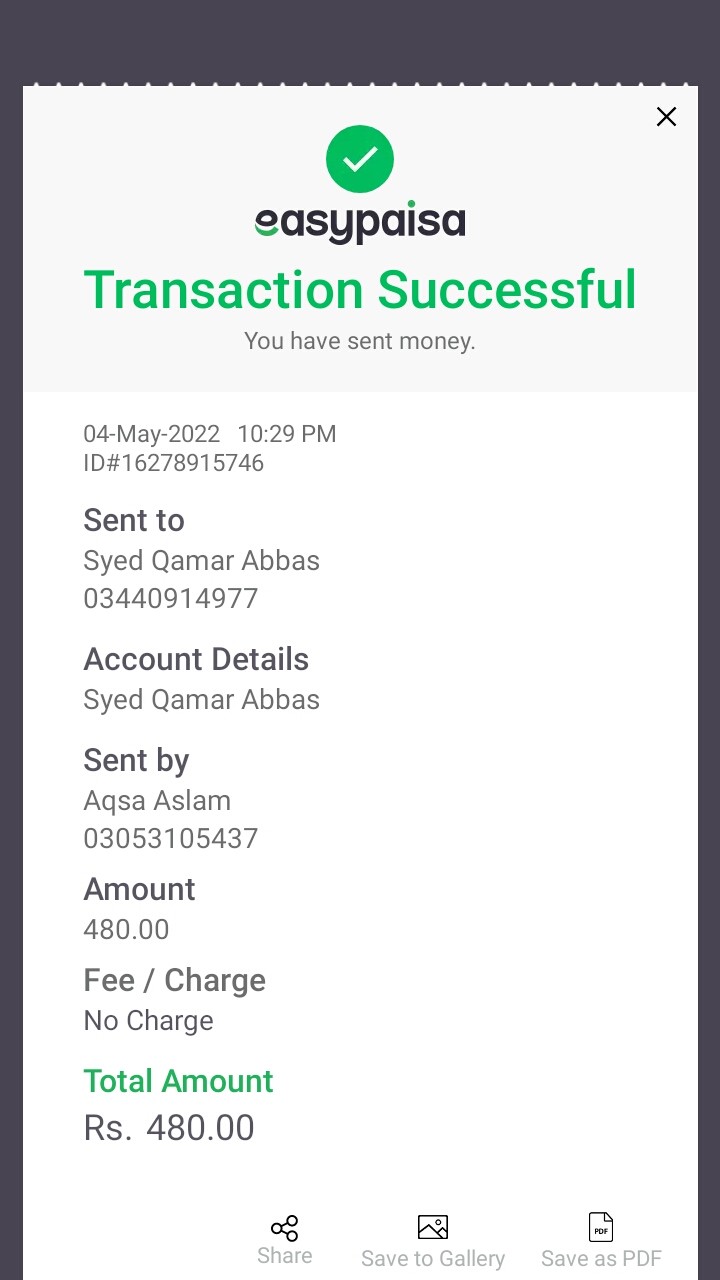 easypaisa
Transaction Successful
You have sent money.
04-May-2022 10:29 PM
ID#16278915746
Sent to
Syed Qamar Abbas
03440914977
Account Details
Syed Qamar Abbas
Sent by
Aqsa Aslam
03053105437
Amount
480.00
Fee / Charge
No Charge
Total Amount
Rs. 480.00
PDF
Share Save to Gallery Save as PDF